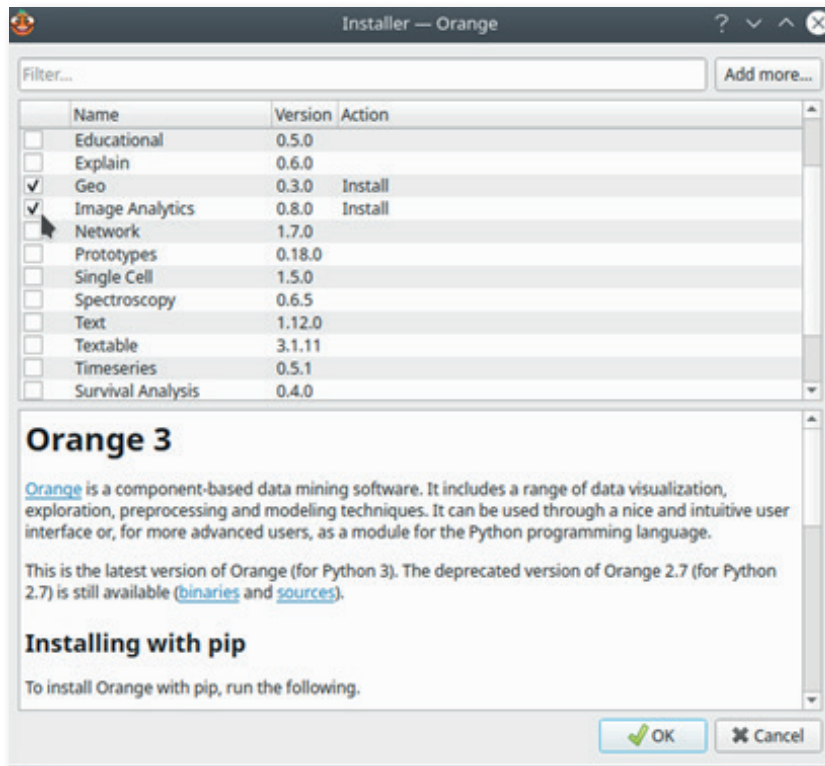 Installer — Orange
Filter...
Add more...
Name Version Action
Educational 0.5.0
Explain 0.6.0
Geo 0.3.0 Install
Image Analytics 0.8.0 Install
Network 1.7.0
Prototypes 0.18.0
Single Cell 1.5.0
Spectroscopy 0.6.5
Text 1.12.0
Textable 3.1.11
Timeseries 0.5.1
Survival Analysis 0.4.0
Orange 3
Orange is a component-based data mining software. It includes a range of data visualization,
exploration, preprocessing and modeling techniques. It can be used through a nice and intuitive user
interface or, for more advanced users, as a module for the Python programming language.
This is the latest version of Orange (for Python 3). The deprecated version of Orange 2.7 (for Python
2.7) is still available (binaries and sources).
Installing with pip
To install Orange with pip, run the following.
OK
Cancel